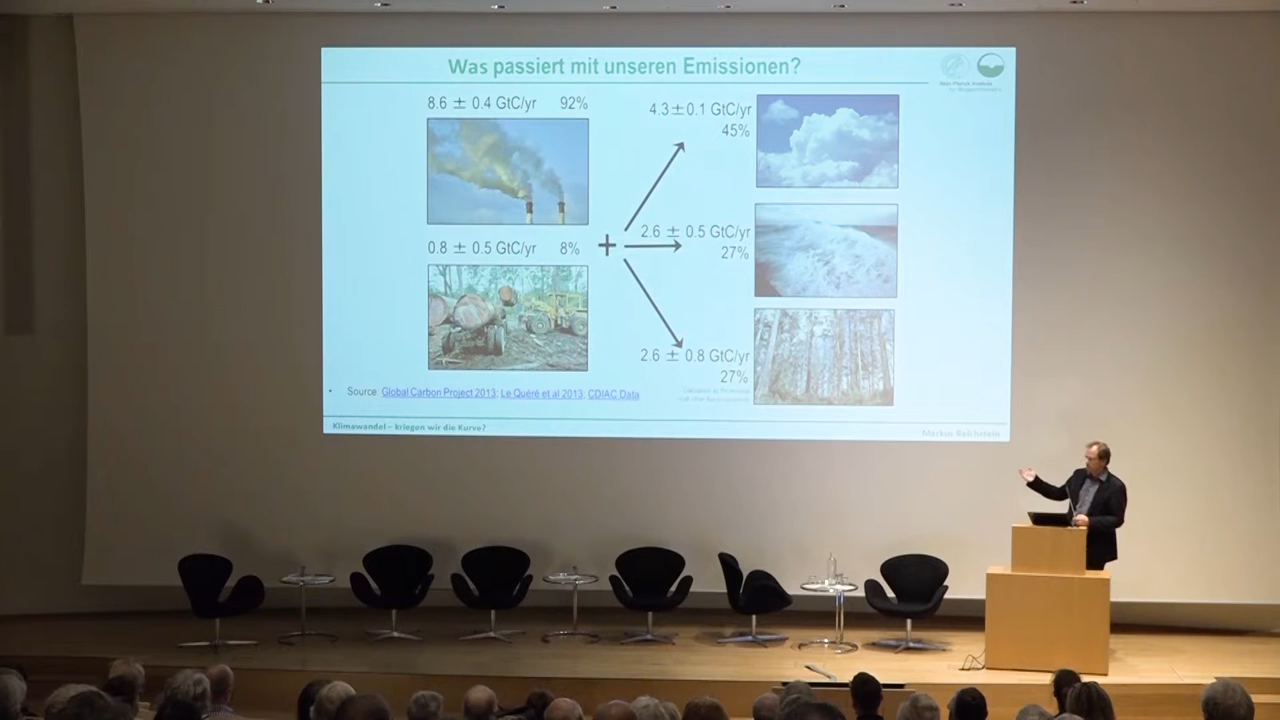 Was passiert mit unseren Emissionen?
Max Planck Institute
8.6 ± 0.4 GtC/yr 92%
4.3±0.1 GtC/yr
45%
0.8 ± 0.5 GtC/yr 8%
+
2.6 ± 0.5 GtC/yr
27%
2.6 ± 0.8 GtC/yr
27%
• Source: Global Carbon Project 2013; Le Quéré et al 2013; CDIAC Data
Klimawandel – kriegen wir die Kurve?
Markus Reichstein